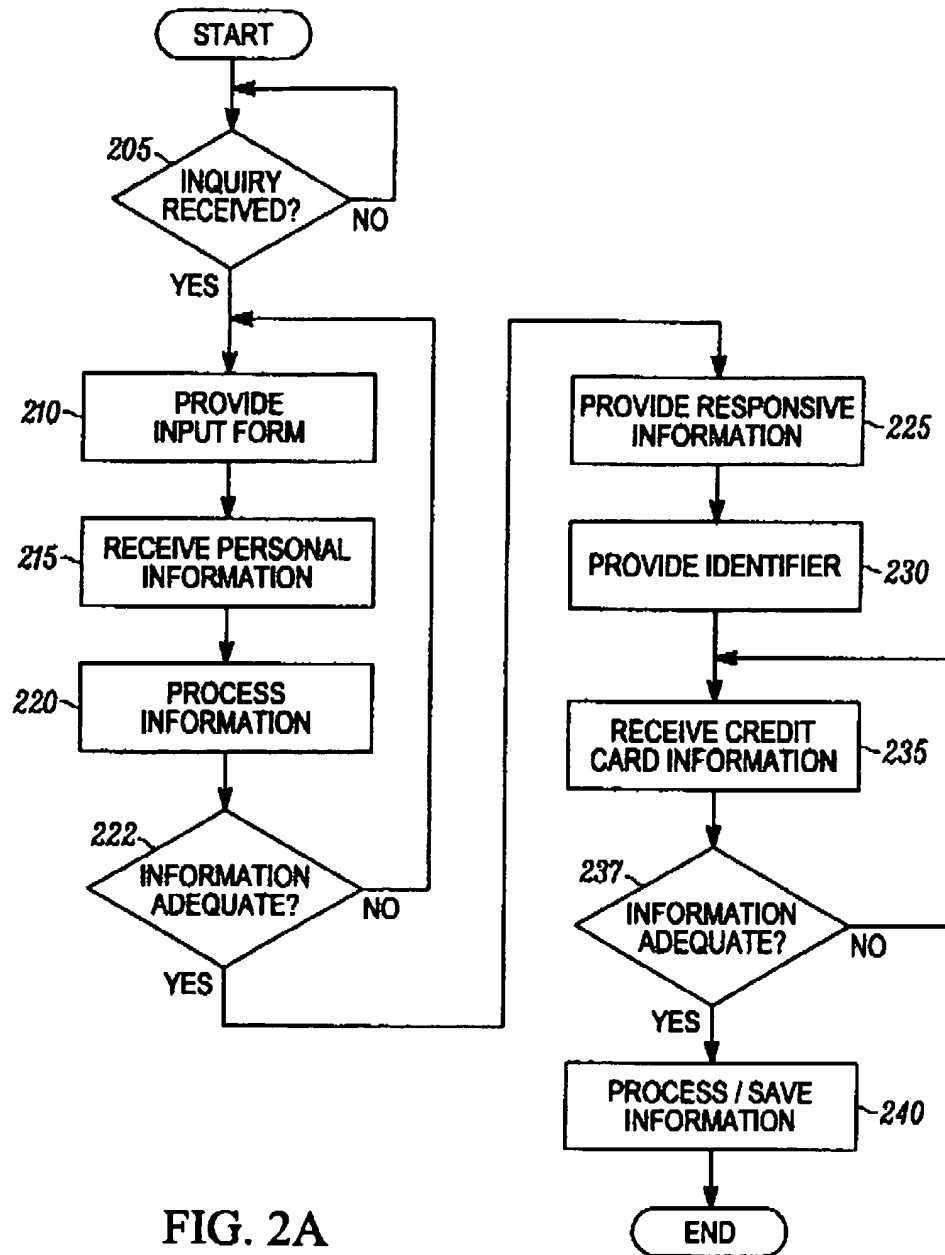 START
205
INQUIRY
RECEIVED?
NO
YES
210
PROVIDE
INPUT FORM
215
RECEIVE PERSONAL
INFORMATION
220
PROCESS
INFORMATION
222
INFORMATION
ADEQUATE?
NO
YES
PROVIDE RESPONSIVE
INFORMATION
225
PROVIDE IDENTIFIER
230
RECEIVE CREDIT
CARD INFORMATION
235
237
INFORMATION
ADEQUATE?
NO
YES
PROCESS / SAVE
INFORMATION
240
END
FIG. 2A